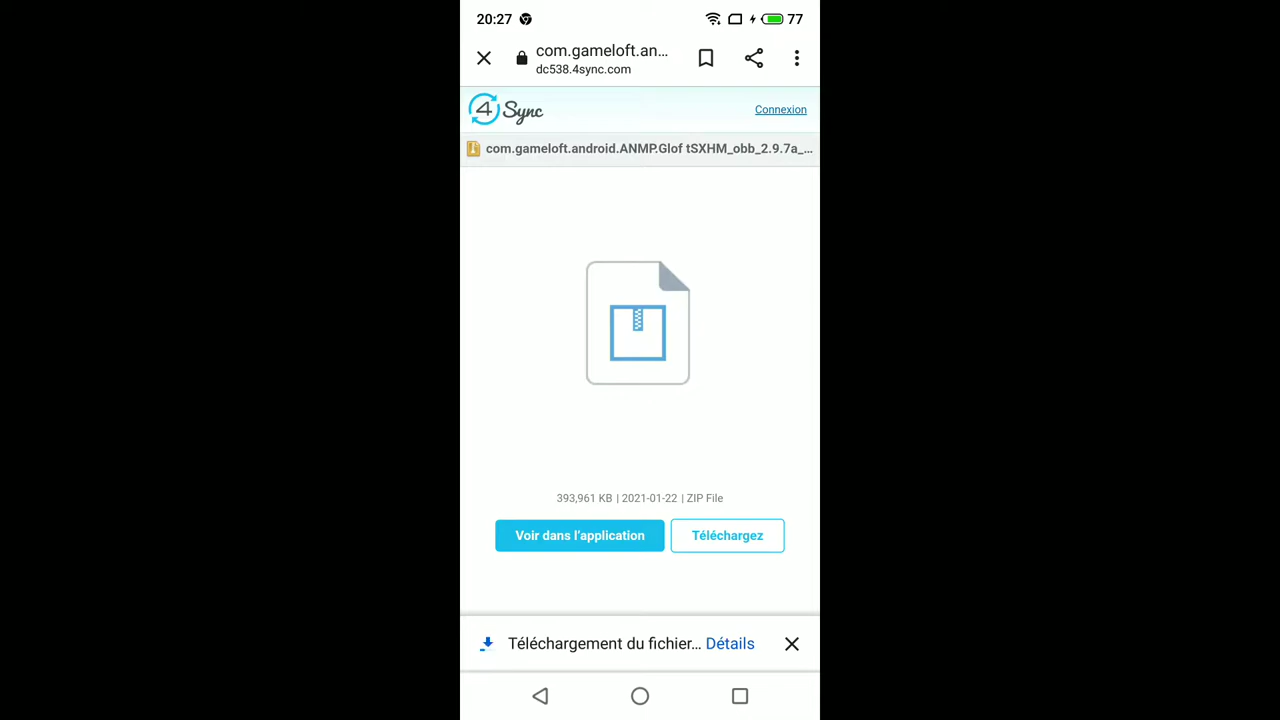 20:27
77
com.gameloft.an...
dc538.4sync.com
4 Sync
Connexion
com.gameloft.android.ANMP.Glof tSXHM_obb_2.9.7a_...
393,961 KB | 2021-01-22 | ZIP File
Voir dans l'application
Téléchargez
Téléchargement du fichier... Détails